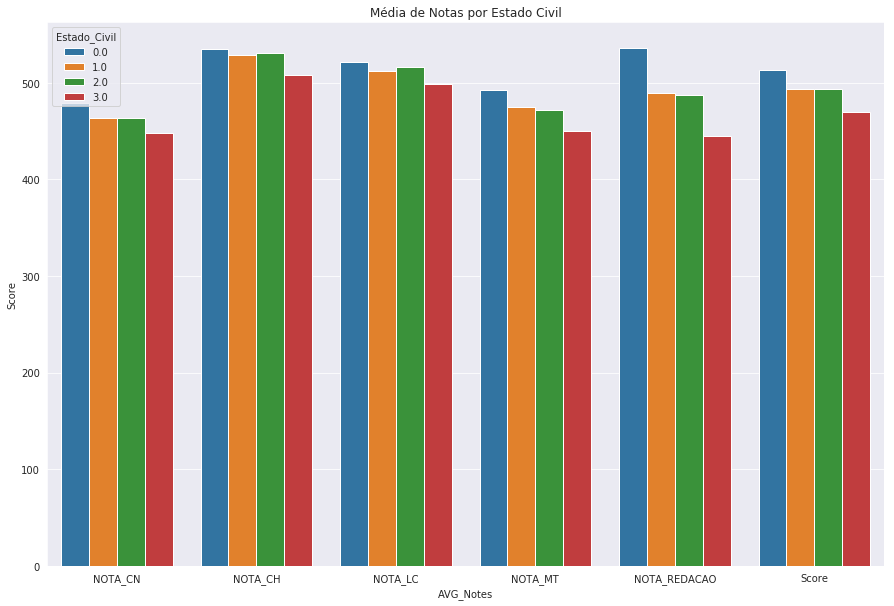 Média de Notas por Estado Civil
Estado_Civil
0.0
1.0
2.0
3.0
500
400
300
200
100
0
Score
NOTA_CN NOTA_CH NOTA_LC NOTA_MT NOTA_REDACAO Score
AVG_Notes